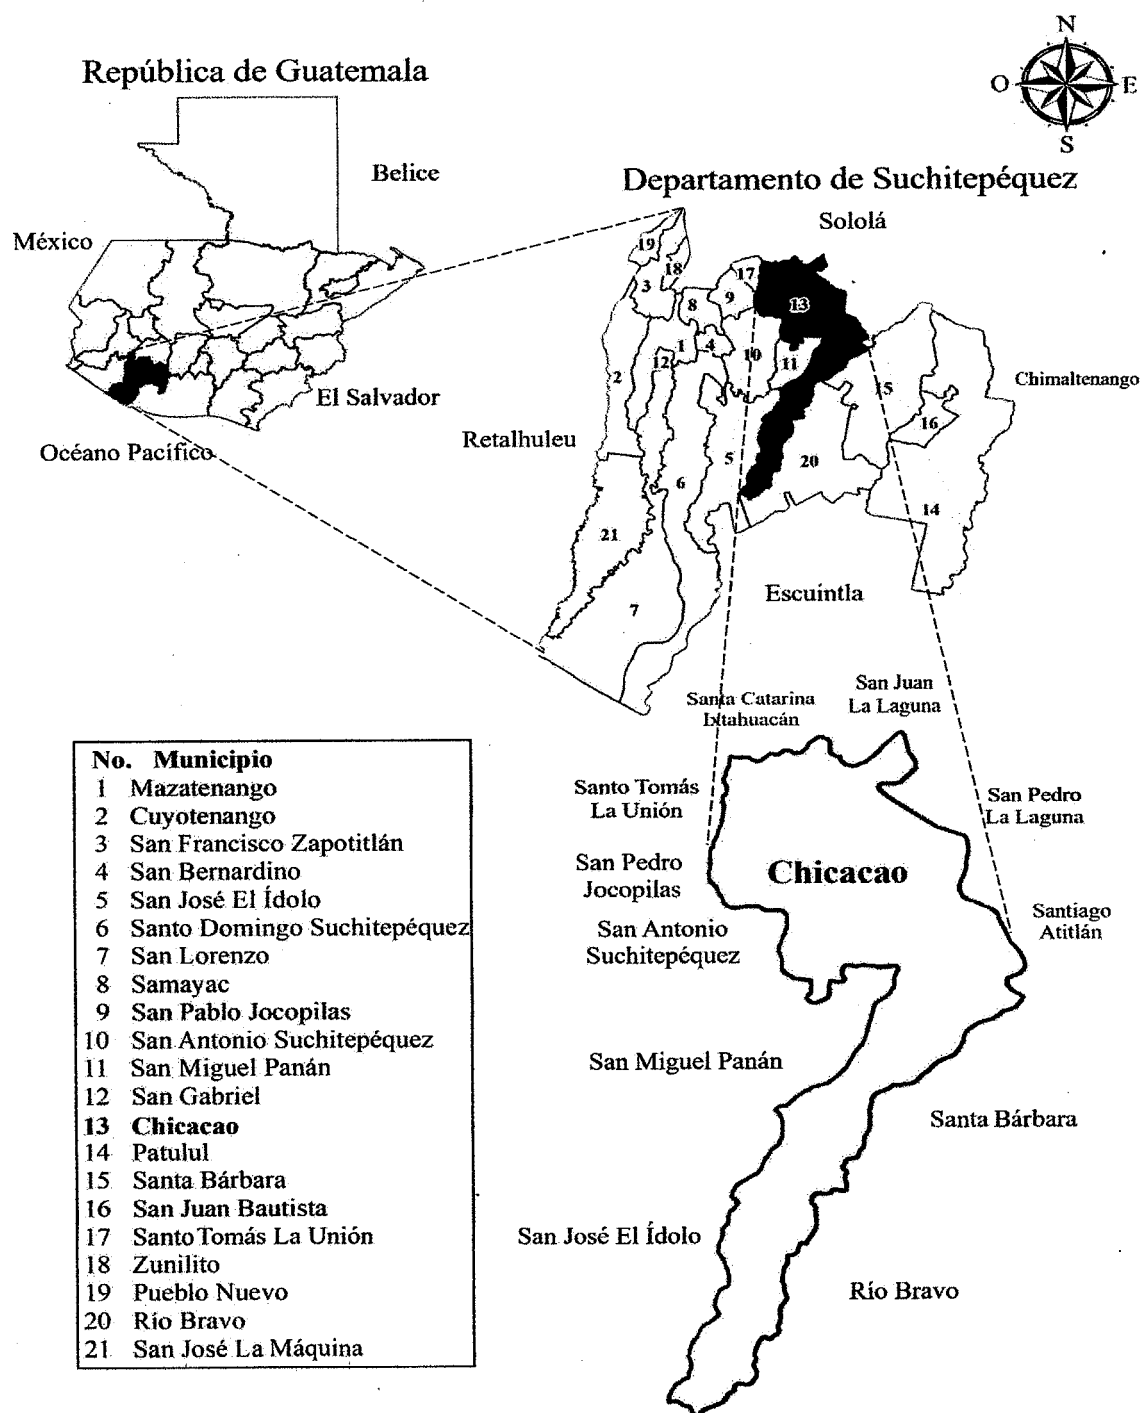 N
República de Guatemala
O
E
S
Belice
Departamento de Suchitepéquez
Sololá
México
19
18
17
3
9
13
8
1
4
10
12
11
2
15
Chimaltenango
El Salvador
16
Retalhuleu
Océano Pacífico
5
20
6
14
21
Escuintla
7
San Juan
La Laguna
Santa Catarina
Ixtahuacán
No. Municipio
1 Mazatenango
2 Cuyotenango
3 San Francisco Zapotitlán
4 San Bernardino
5 San José El Ídolo
6 Santo Domingo Suchitepéquez
7 San Lorenzo
8 Samayac
9 San Pablo Jocopilas
10 San Antonio Suchitepéquez
11 San Miguel Panán
12 San Gabriel
13 Chicacao
14 Patulul
15 Santa Bárbara
16 San Juan Bautista
17 Santo Tomás La Unión
18 Zunilito
19 Pueblo Nuevo
20 Río Bravo
21 San José La Máquina
Santo Tomás
La Unión
San Pedro
La Laguna
San Pedro
Jocopilas
Chicacao
San Antonio
Suchitepéquez
Santiago
Atitlán
San Miguel Panán
Santa Bárbara
San José El Ídolo
Río Bravo